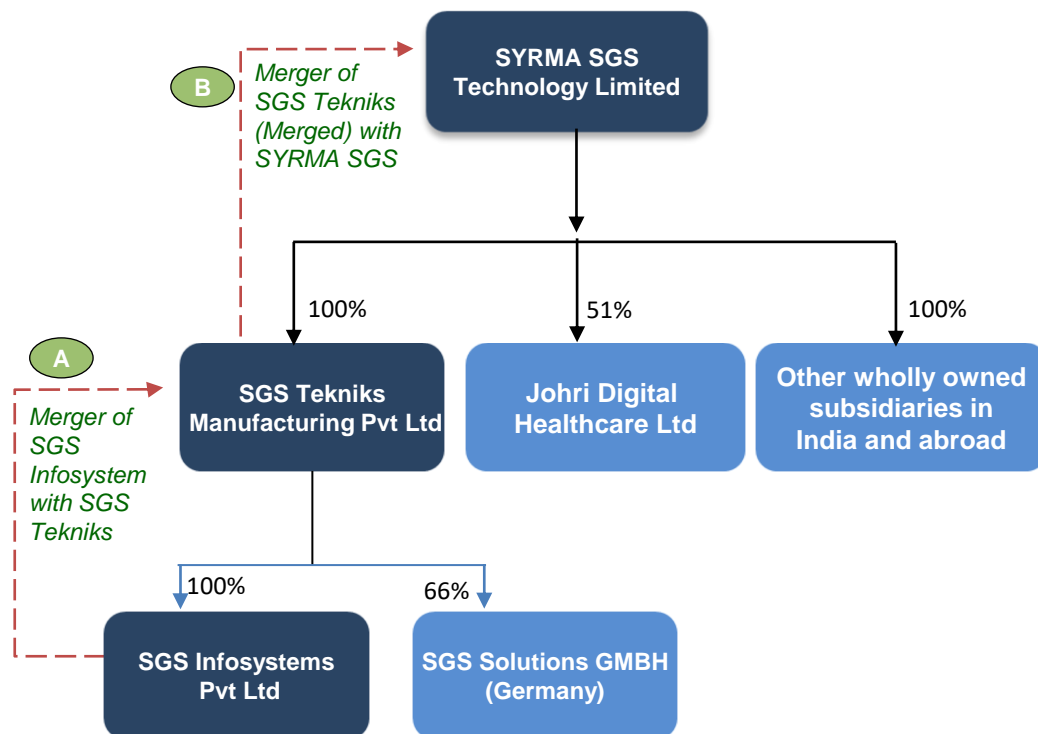 SYRMA SGS
Technology Limited
B
Merger of
SGS Tekniks
(Merged) with
SYRMA SGS
100%
51%
100%
A
SGS Tekniks
Manufacturing Pvt Ltd
Johri Digital
Healthcare Ltd
Other wholly owned
subsidiaries in
India and abroad
Merger of
SGS
Infosystem
with SGS
Tekniks
100%
66%
SGS Infosystems
Pvt Ltd
SGS Solutions GMBH
(Germany)